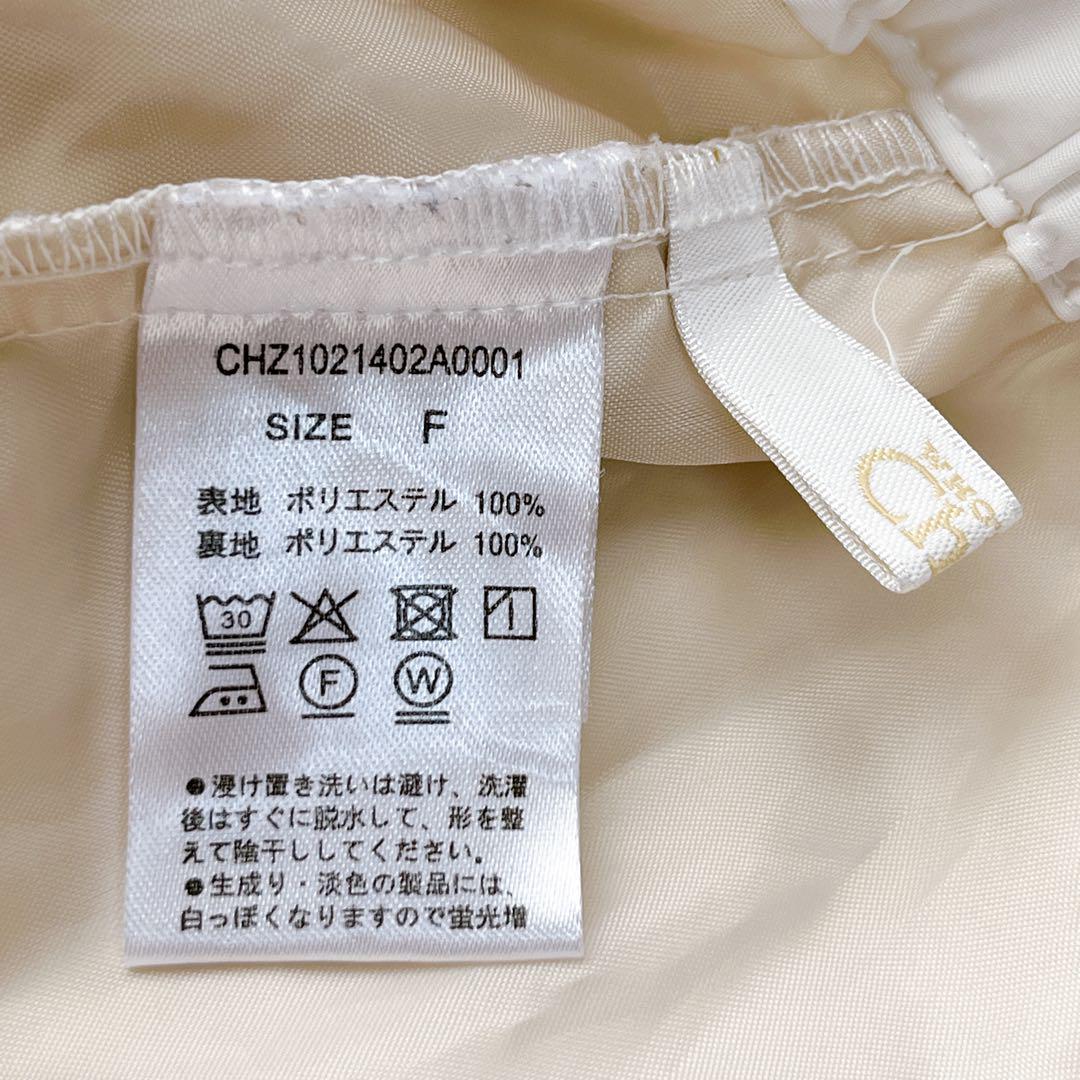 CHZ1021402A0001
SIZE F
表地 ポリエステル 100%
裏地 ポリエステル 100%
30
F
W
●浸け置き洗いは避け、洗濯
後はすぐに脱水して、形を整
えて陰干ししてください。
●生成り・淡色の製品には、
白っぽくなりますので蛍光増